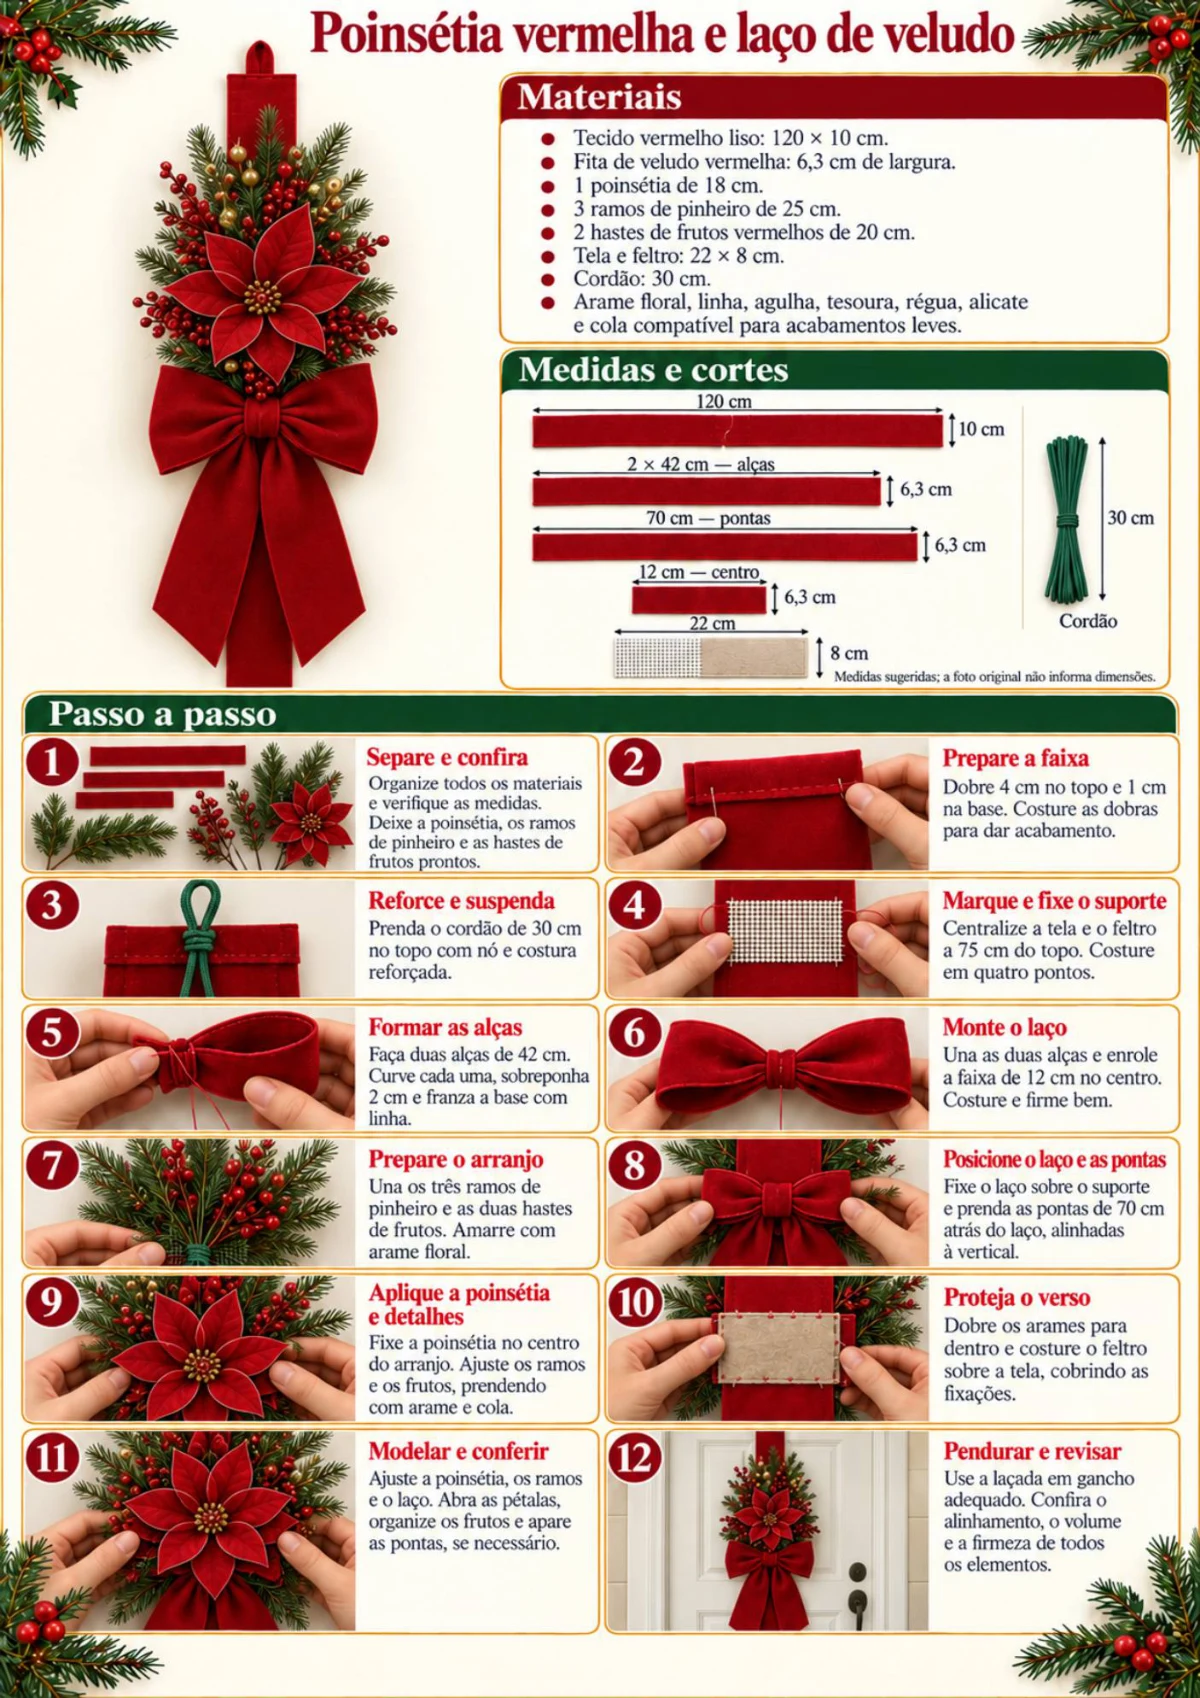 Poinsétia vermelha e laço de veludo
Materiais
Tecido vermelho liso: 120 × 10 cm.
Fita de veludo vermelha: 6,3 cm de largura.
1 poinsétia de 18 cm.
3 ramos de pinheiro de 25 cm.
2 hastes de frutos vermelhos de 20 cm.
Tela e feltro: 22 × 8 cm.
Cordão: 30 cm.
Arame floral, linha, agulha, tesoura, régua, alicate
e cola compatível para acabamentos leves.
Medidas e cortes
120 cm
10 cm
2 × 42 cm — alças
6,3 cm
70 cm — pontas
6,3 cm
12 cm — centro
6,3 cm
22 cm
8 cm
30 cm
Cordão
Medidas sugeridas; a foto original não informa dimensões.
Passo a passo
1
Separe e confira
Organize todos os materiais
e verifique as medidas.
Deixe a poinsétia, os ramos
de pinheiro e as hastes de
frutos prontos.
2
Prepare a faixa
Dobre 4 cm no topo e 1 cm
na base. Costure as dobras
para dar acabamento.
3
Reforce e suspenda
Prenda o cordão de 30 cm
no topo com nó e costura
reforçada.
4
Marque e fixe o suporte
Centralize a tela e o feltro
a 75 cm do topo. Costure
em quatro pontos.
5
Formar as alças
Faça duas alças de 42 cm.
Curve cada uma, sobreponha
2 cm e franza a base com
linha.
6
Monte o laço
Una as duas alças e enrole
a faixa de 12 cm no centro.
Costure e firme bem.
7
Prepare o arranjo
Una os três ramos de
pinheiro e as duas hastes
de frutos. Amarre com
arame floral.
8
Posicione o laço e as pontas
Fixe o laço sobre o suporte
e prenda as pontas de 70 cm
atrás do laço, alinhadas
à vertical.
9
Aplique a poinsétia
e detalhes
Fixe a poinsétia no centro
do arranjo. Ajuste os ramos
e os frutos, prendendo
com arame e cola.
10
Proteja o verso
Dobre os arames para
dentro e costure o feltro
sobre a tela, cobrindo as
fixações.
11
Modelar e conferir
Ajuste a poinsétia, os ramos
e o laço. Abra as pétalas,
organize os frutos e apare
as pontas, se necessário.
12
Pendurar e revisar
Use a laçada em gancho
adequado. Confira o
alinhamento, o volume
e a firmeza de todos
os elementos.